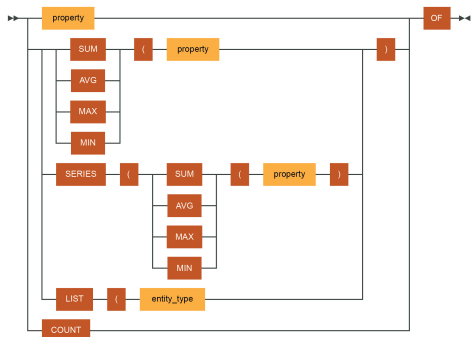 property OF
SUM ( property )
AVG
MAX
MIN
SERIES ( SUM ( property )
AVG
MAX
MIN
LIST ( entity_type
COUNT